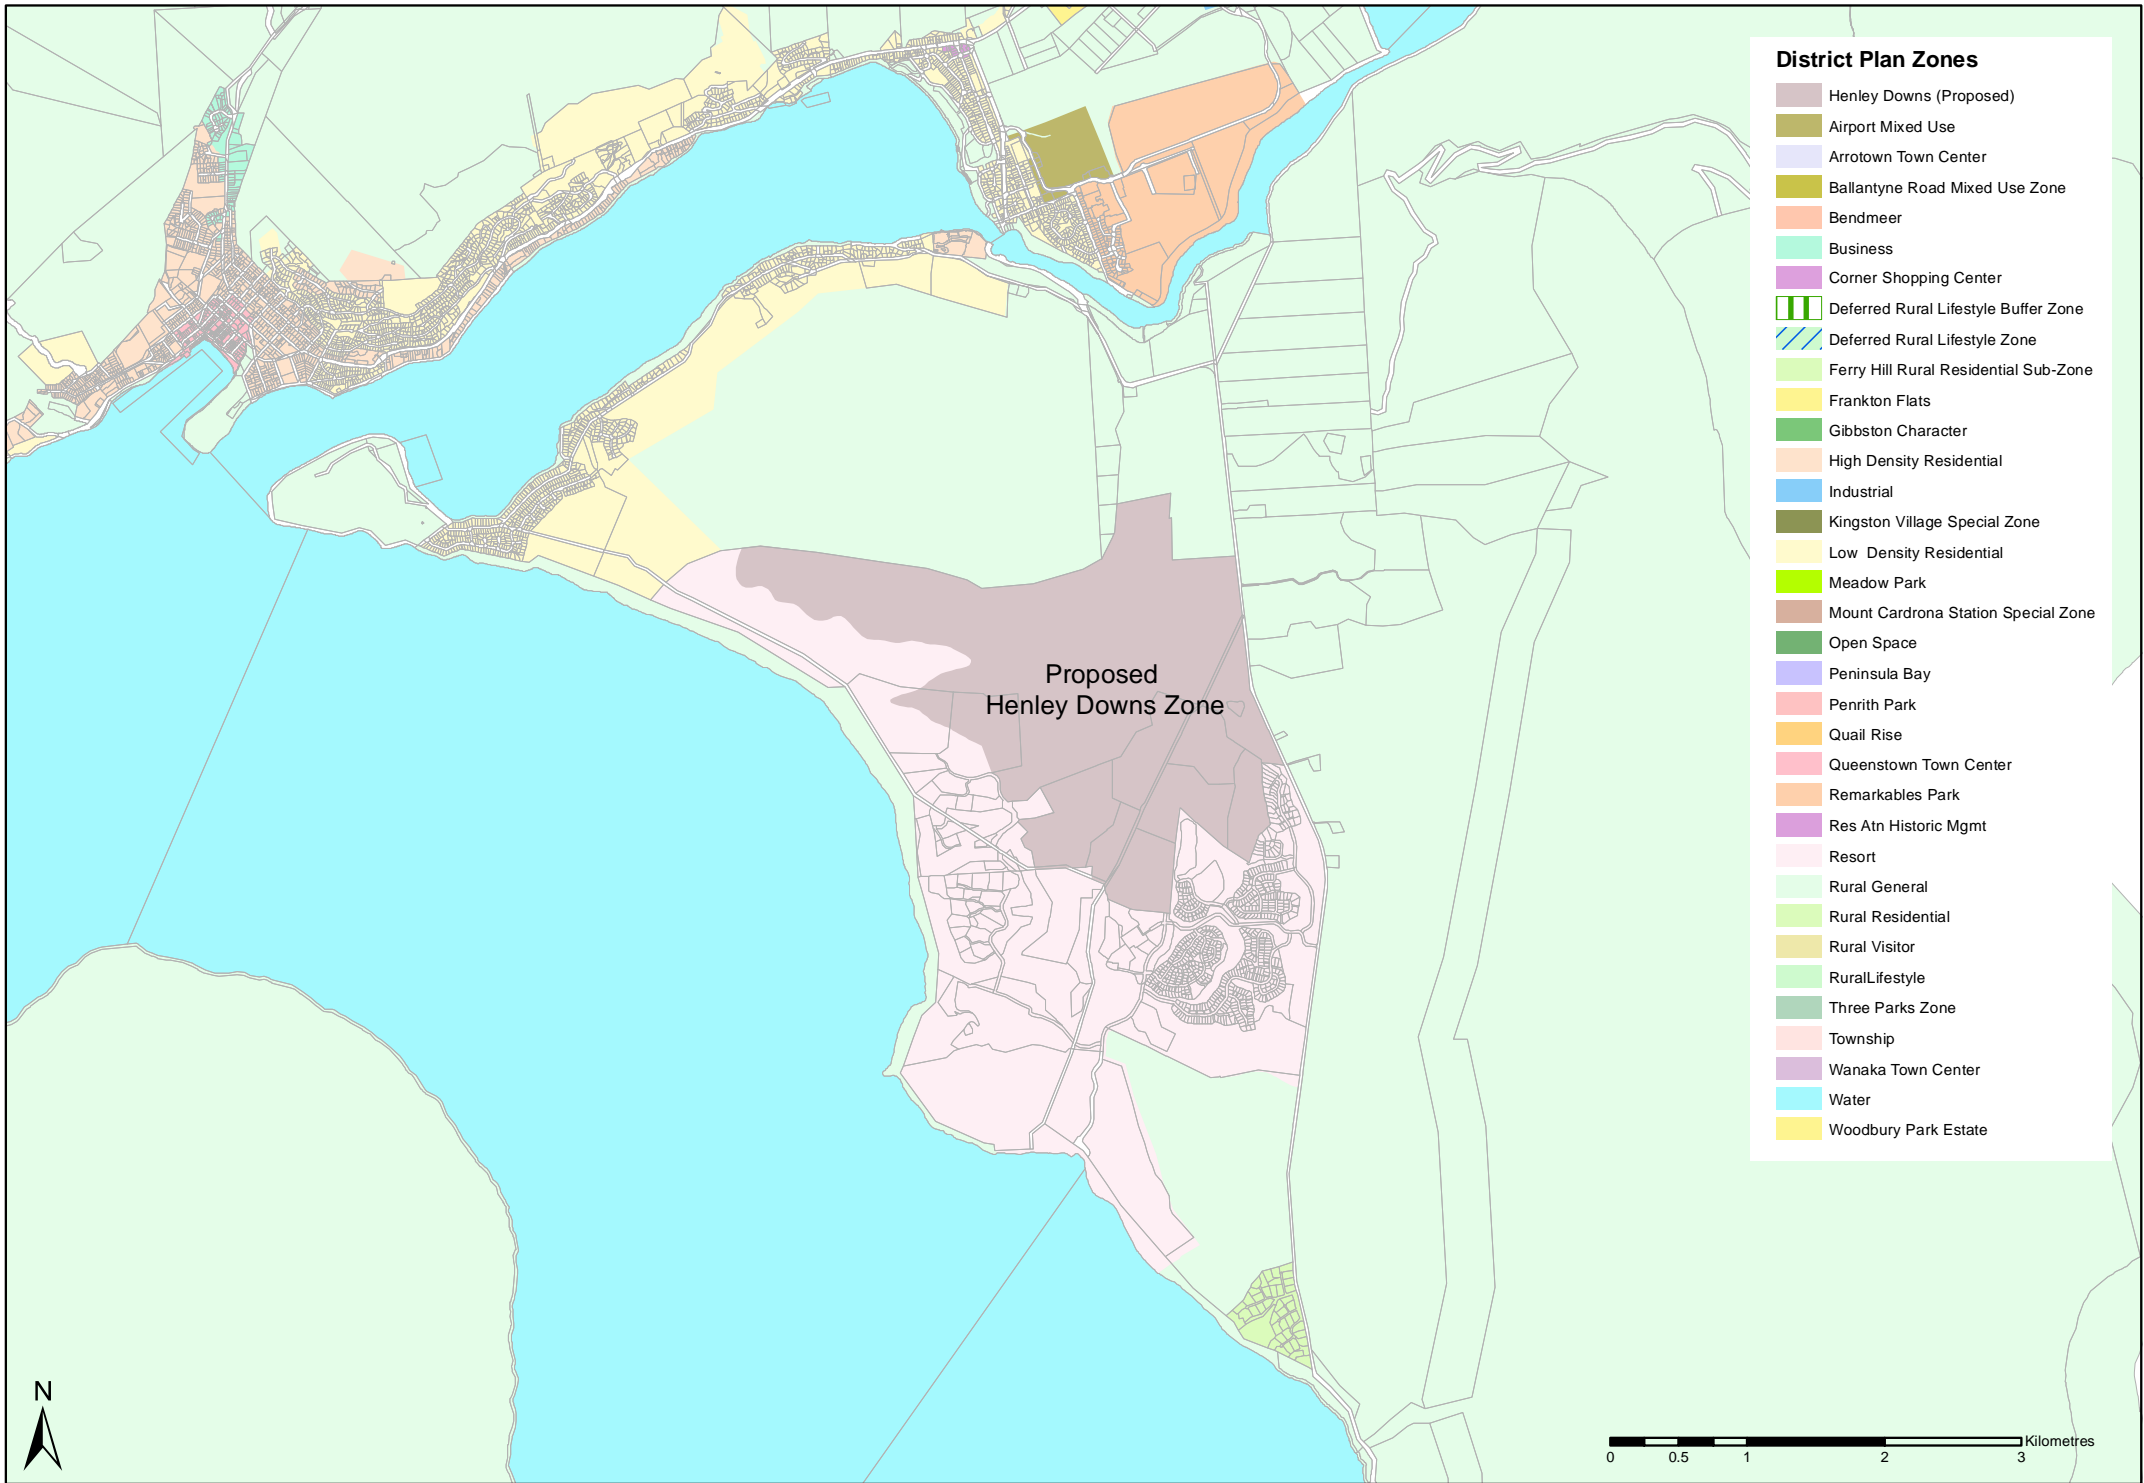 District Plan Zones
Henley Downs (Proposed)
Airport Mixed Use
Arrotown Town Center
Ballantyne Road Mixed Use Zone
Bendmeer
Business
Corner Shopping Center
Deferred Rural Lifestyle Buffer Zone
Deferred Rural Lifestyle Zone
Ferry Hill Rural Residential Sub-Zone
Frankton Flats
Gibbston Character
High Density Residential
Industrial
Kingston Village Special Zone
Low Density Residential
Meadow Park
Mount Cardrona Station Special Zone
Open Space
Peninsula Bay
Penrith Park
Quail Rise
Queenstown Town Center
Remarkables Park
Res Atn Historic Mgmt
Resort
Rural General
Rural Residential
Rural Visitor
RuralLifestyle
Three Parks Zone
Township
Wanaka Town Center
Water
Woodbury Park Estate
Proposed
Henley Downs Zone
N
Kilometres
0 0.5 1 2 3